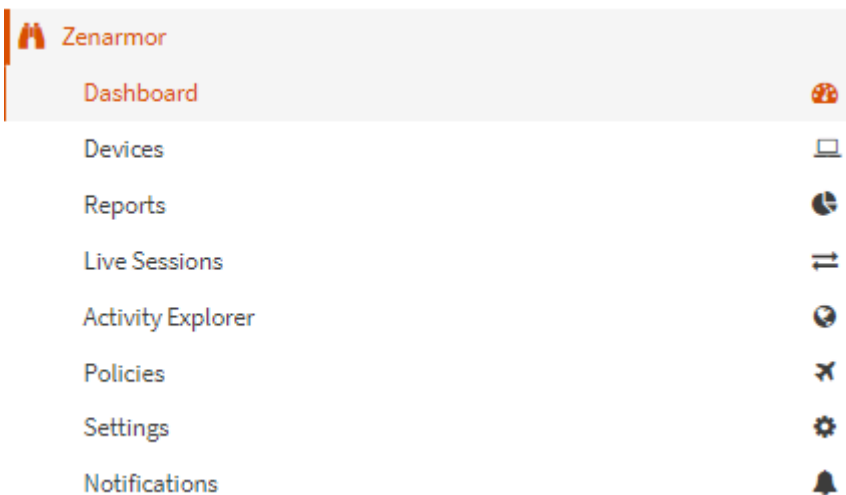 Zenarmor
Dashboard
Devices
Reports
Live Sessions
Activity Explorer
Policies
Settings
Notifications